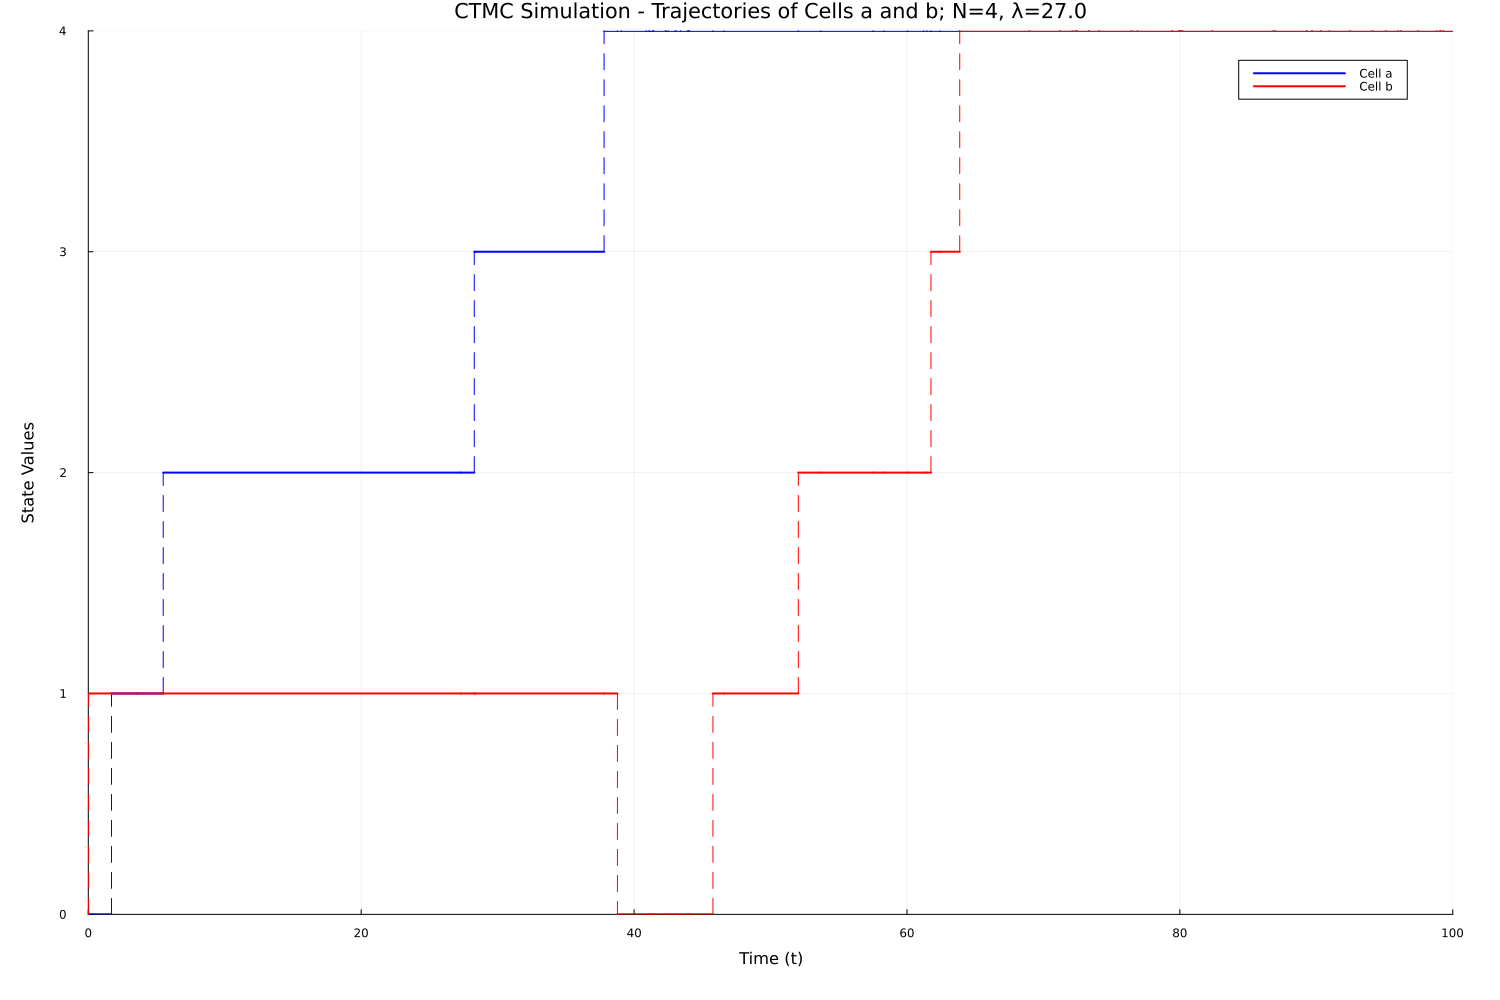 CTMC Simulation - Trajectories of Cells a and b; N=4, λ=27.0
4
Cell a
Cell b
3
State Values
2
1
0
0 20 40 60 80 100
Time (t)